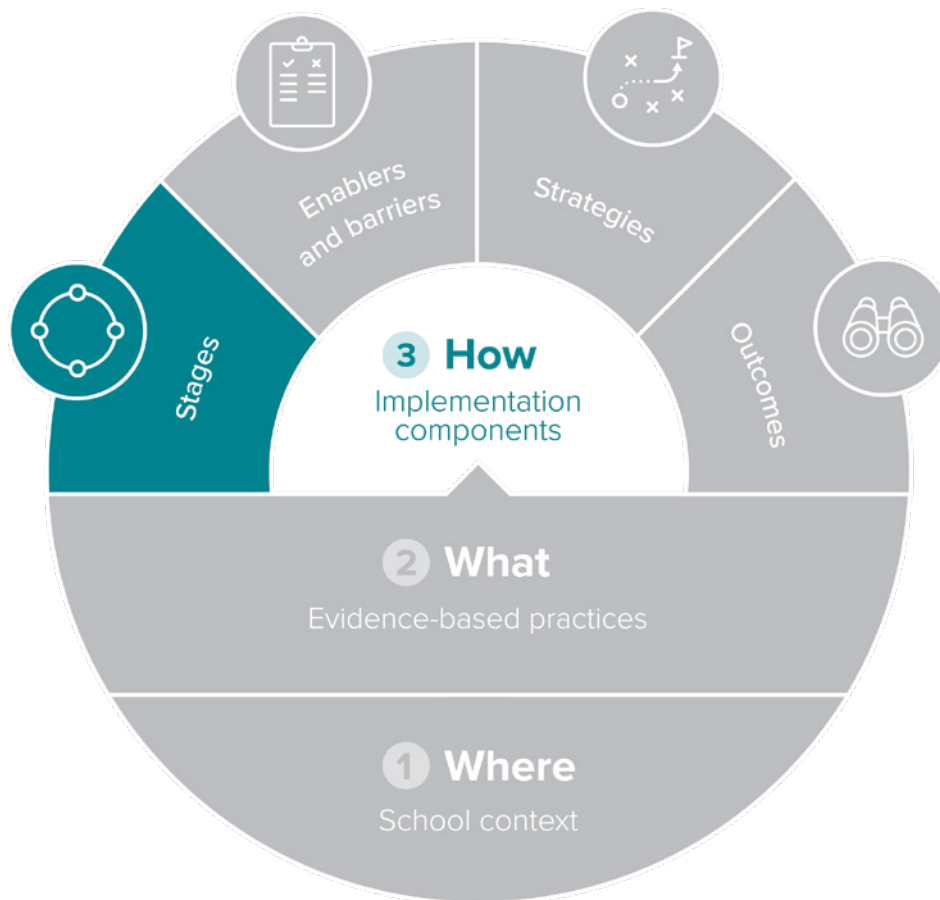 Enablers
and barriers
Strategies
Stages
Outcomes
3 How
Implementation
components
2 What
Evidence-based practices
1 Where
School context